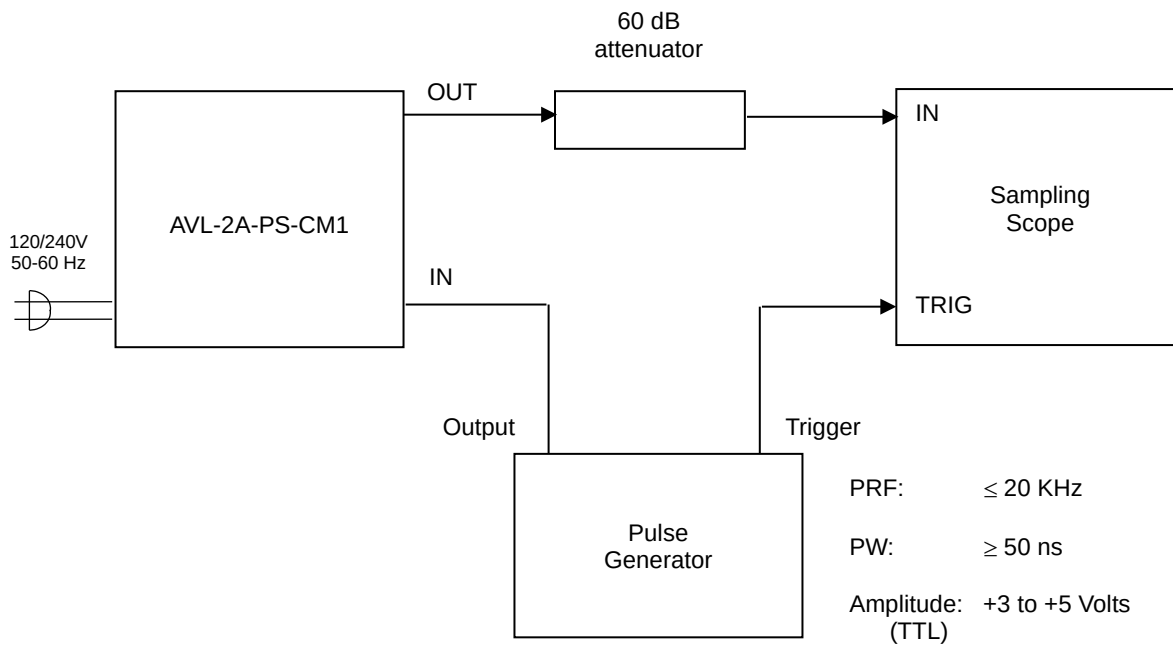 60 dB
attenuator
OUT
IN
AVL-2A-PS-CM1
Sampling
Scope
120/240V
50-60 Hz
IN
TRIG
Output
Trigger
Pulse
Generator
PRF: ≤ 20 KHz
PW: ≥ 50 ns
Amplitude: +3 to +5 Volts
(TTL)